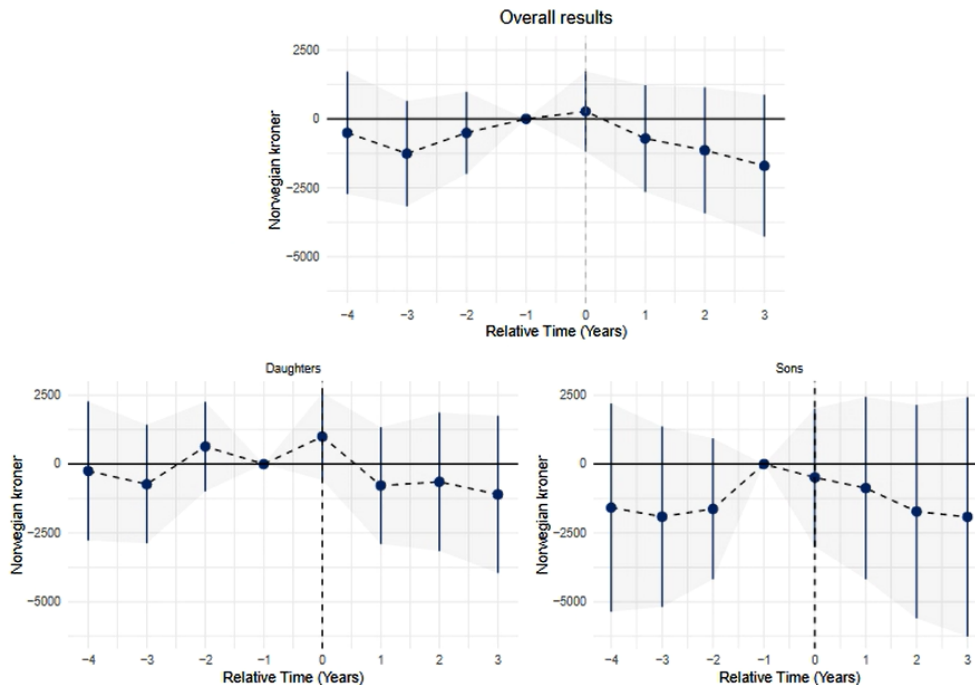 Overall results
2500
0
−2500
−5000
Norwegian kroner
−4 −3 −2 −1 0 1 2 3
Relative Time (Years)
Daughters
2500
0
−2500
−5000
Norwegian kroner
−4 −3 −2 −1 0 1 2 3
Relative Time (Years)
Sons
2500
0
−2500
−5000
Norwegian kroner
−4 −3 −2 −1 0 1 2 3
Relative Time (Years)